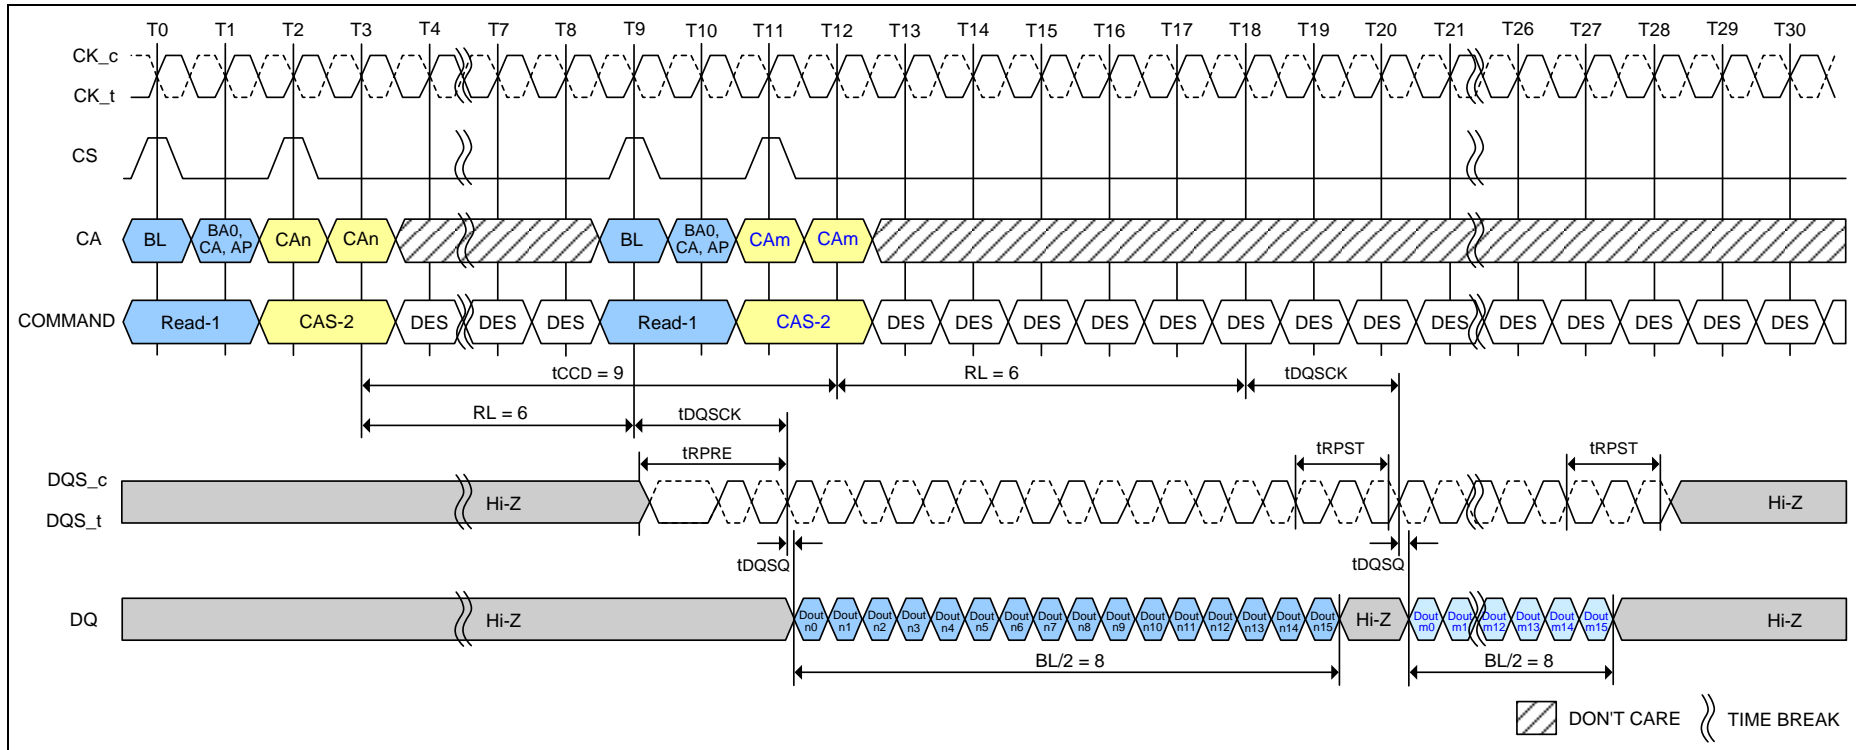 T0 T1 T2 T3 T4 T7 T8 T9 T10 T11 T12 T13 T14 T15 T16 T17 T18 T19 T20 T21 T26 T27 T28 T29 T30
CK_c
CK_t
CS
CA BL BA0, CA, AP CAn CAn BL BA0, CA, AP CAm CAm
COMMAND Read-1 CAS-2 DES DES DES Read-1 CAS-2 DES DES DES DES DES DES DES DES DES DES DES DES DES DES
tCCD = 9 RL = 6 tDQSCK
RL = 6 tDQSCK
tRPRE tRPST tRPST
DQS_c
DQS_t Hi-Z Hi-Z
tDQSQ tDQSQ
DQ Hi-Z Dout n0 Dout n1 Dout n2 Dout n3 Dout n4 Dout n5 Dout n6 Dout n7 Dout n8 Dout n9 Dout n10 Dout n11 Dout n12 Dout n13 Dout n14 Dout n15 Hi-Z Dout m0 Dout m1 Dout m12 Dout m13 Dout m14 Dout m15 Hi-Z
BL/2 = 8 BL/2 = 8
DON'T CARE TIME BREAK